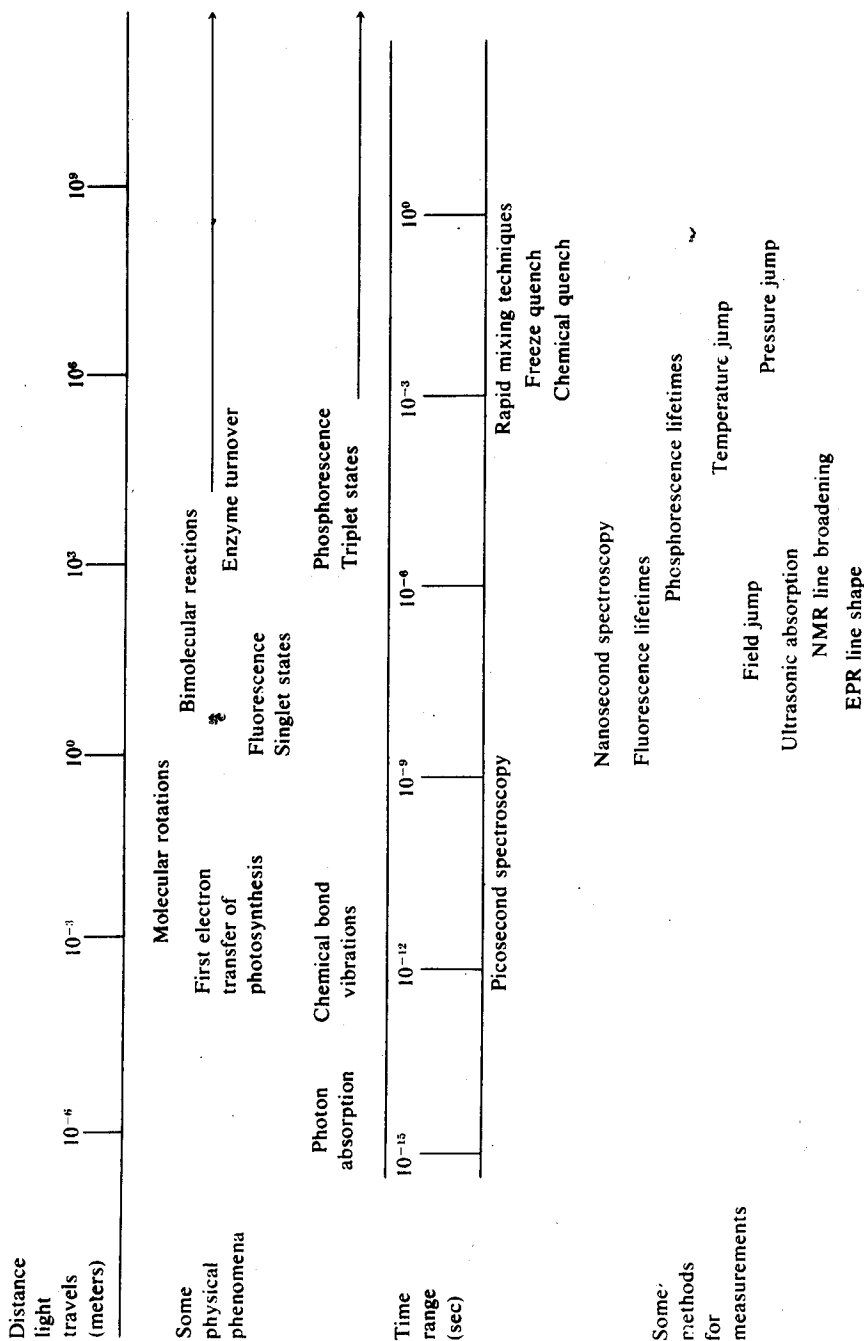 Distance
light
travels
(meters)
10⁻⁶ 10⁻³ 10⁰ 10³ 10⁶ 10⁹
Some
physical
phenomena
Molecular rotations
First electron
transfer of
photosynthesis
Bimolecular reactions
Enzyme turnover
Fluorescence
Singlet states
Photon
absorption
Chemical bond
vibrations
Phosphorescence
Triplet states
Time
range
(sec)
10⁻¹⁵ 10⁻¹² 10⁻⁹ 10⁻⁶ 10⁻³ 10⁰
Some
methods
for
measurements
Picosecond spectroscopy
Rapid mixing techniques
Freeze quench
Chemical quench
Nanosecond spectroscopy
Fluorescence lifetimes
Phosphorescence lifetimes
Temperature jump
Field jump
Pressure jump
Ultrasonic absorption
NMR line broadening
EPR line shape